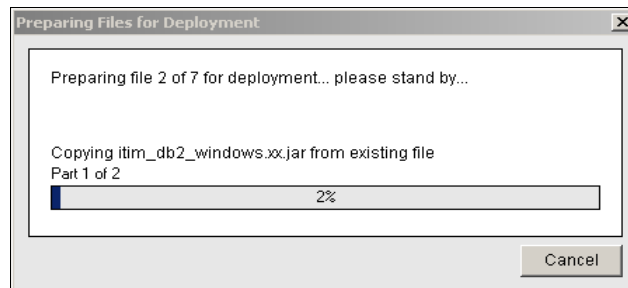 Preparing Files for Deployment
Preparing file 2 of 7 for deployment... please stand by...
Copying itim_db2_windows.xx.jar from existing file
Part 1 of 2
2%
Cancel